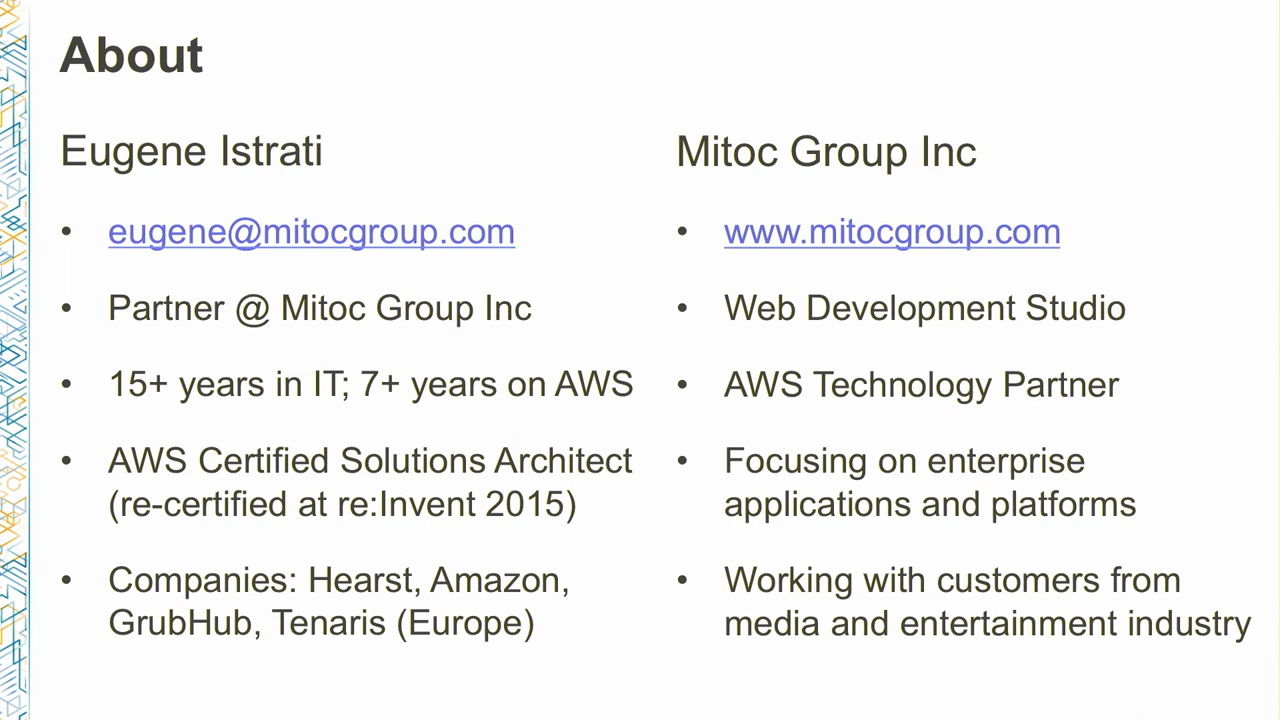 About
Eugene Istrati
• eugene@mitocgroup.com
• Partner @ Mitoc Group Inc
• 15+ years in IT; 7+ years on AWS
• AWS Certified Solutions Architect
(re-certified at re:Invent 2015)
• Companies: Hearst, Amazon,
GrubHub, Tenaris (Europe)
Mitoc Group Inc
• www.mitocgroup.com
• Web Development Studio
• AWS Technology Partner
• Focusing on enterprise
applications and platforms
• Working with customers from
media and entertainment industry